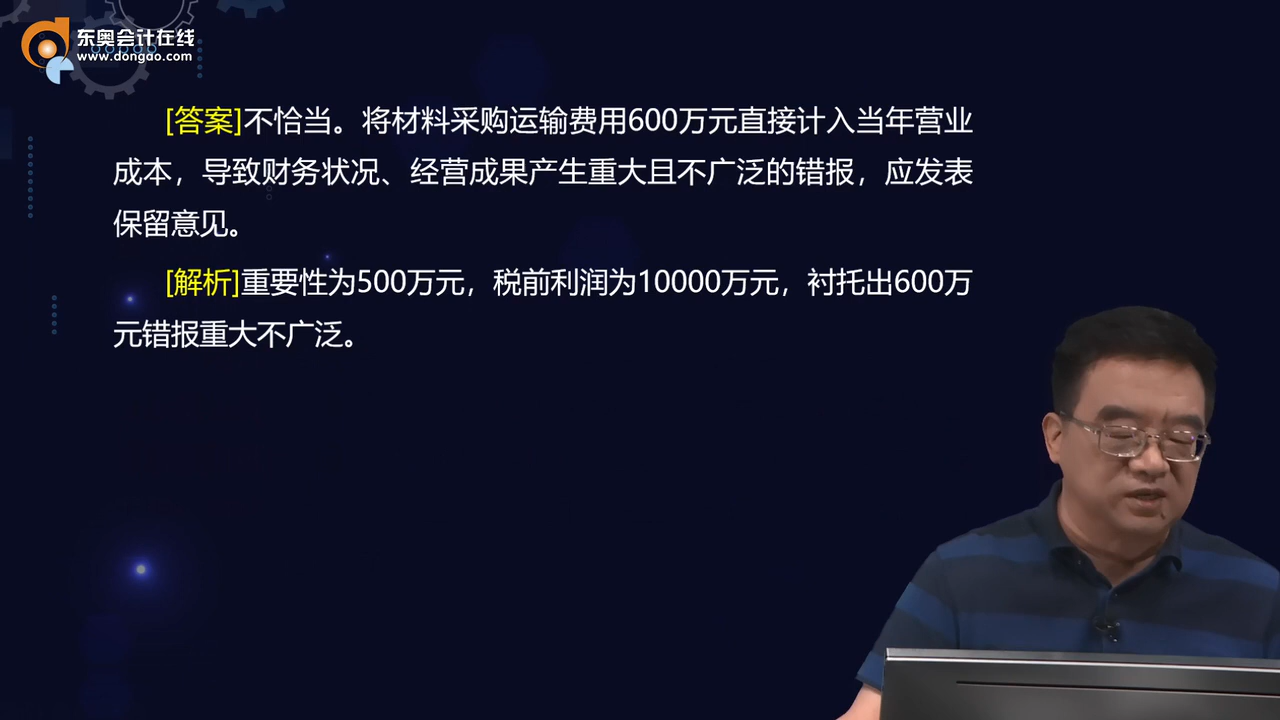 东奥会计在线
www.dongao.com
[答案]不恰当。将材料采购运输费用600万元直接计入当年营业
成本，导致财务状况、经营成果产生重大且不广泛的错报，应发表
保留意见。
[解析]重要性为500万元，税前利润为10000万元，衬托出600万
元错报重大不广泛。